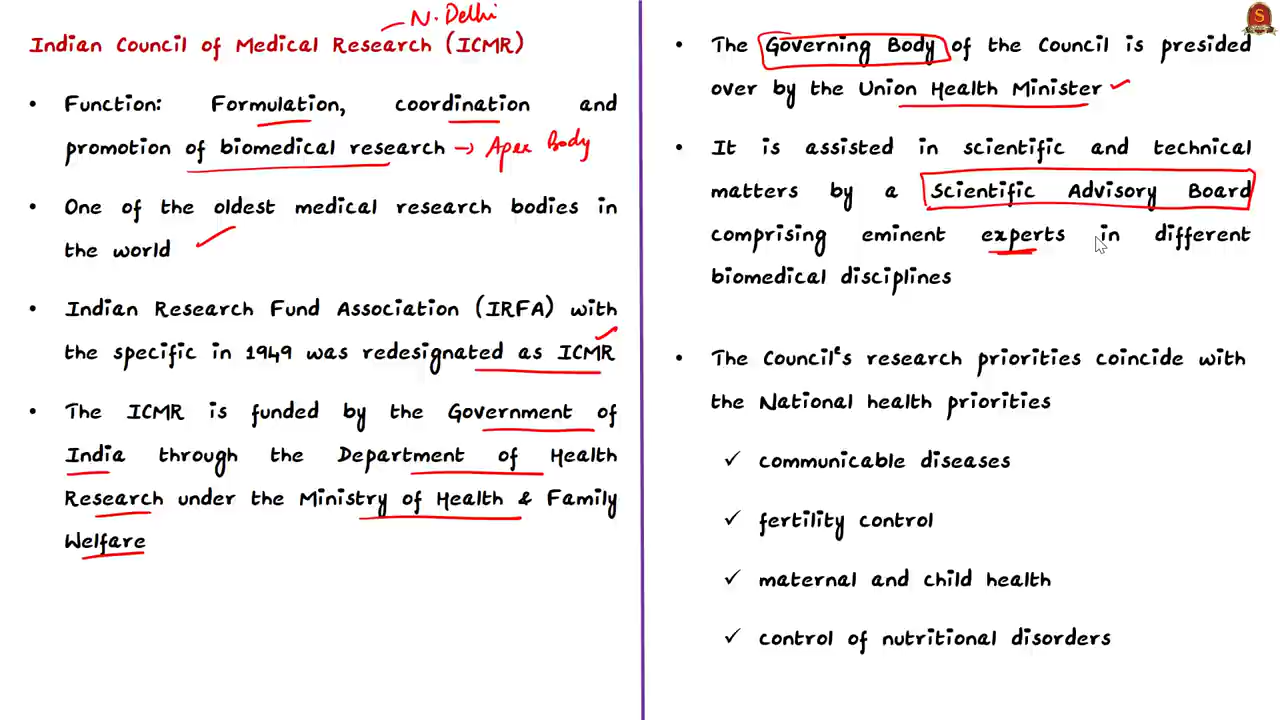 N. Delhi
Indian Council of Medical Research (ICMR)
• Function: Formulation, coordination and
promotion of biomedical research → Apex Body
• One of the oldest medical research bodies in
the world
• Indian Research Fund Association (IRFA) with
the specific in 1949 was redesignated as ICMR
• The ICMR is funded by the Government of
India through the Department of Health
Research under the Ministry of Health & Family
Welfare
• The Governing Body of the Council is presided
over by the Union Health Minister
• It is assisted in scientific and technical
matters by a Scientific Advisory Board
comprising eminent experts in different
biomedical disciplines
• The Council's research priorities coincide with
the National health priorities
✓ communicable diseases
✓ fertility control
✓ maternal and child health
✓ control of nutritional disorders
S